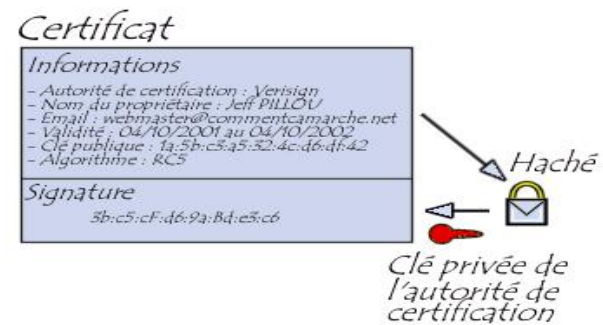 Certificat
Informations
- Autorité de certification : Verisign
- Nom du propriétaire : Jeff PILLOU
- Email : webmaster@commentcamarche.net
- Validité : 04/10/2001 au 04/10/2002
- Clé publique : 1a:5b:c3:a5:32:4c:d6:df:42
- Algorithme : RC5
Signature
3b:c5:cF:d6:9a:Bd:e3:c6
Haché
Clé privée de
l'autorité de
certification